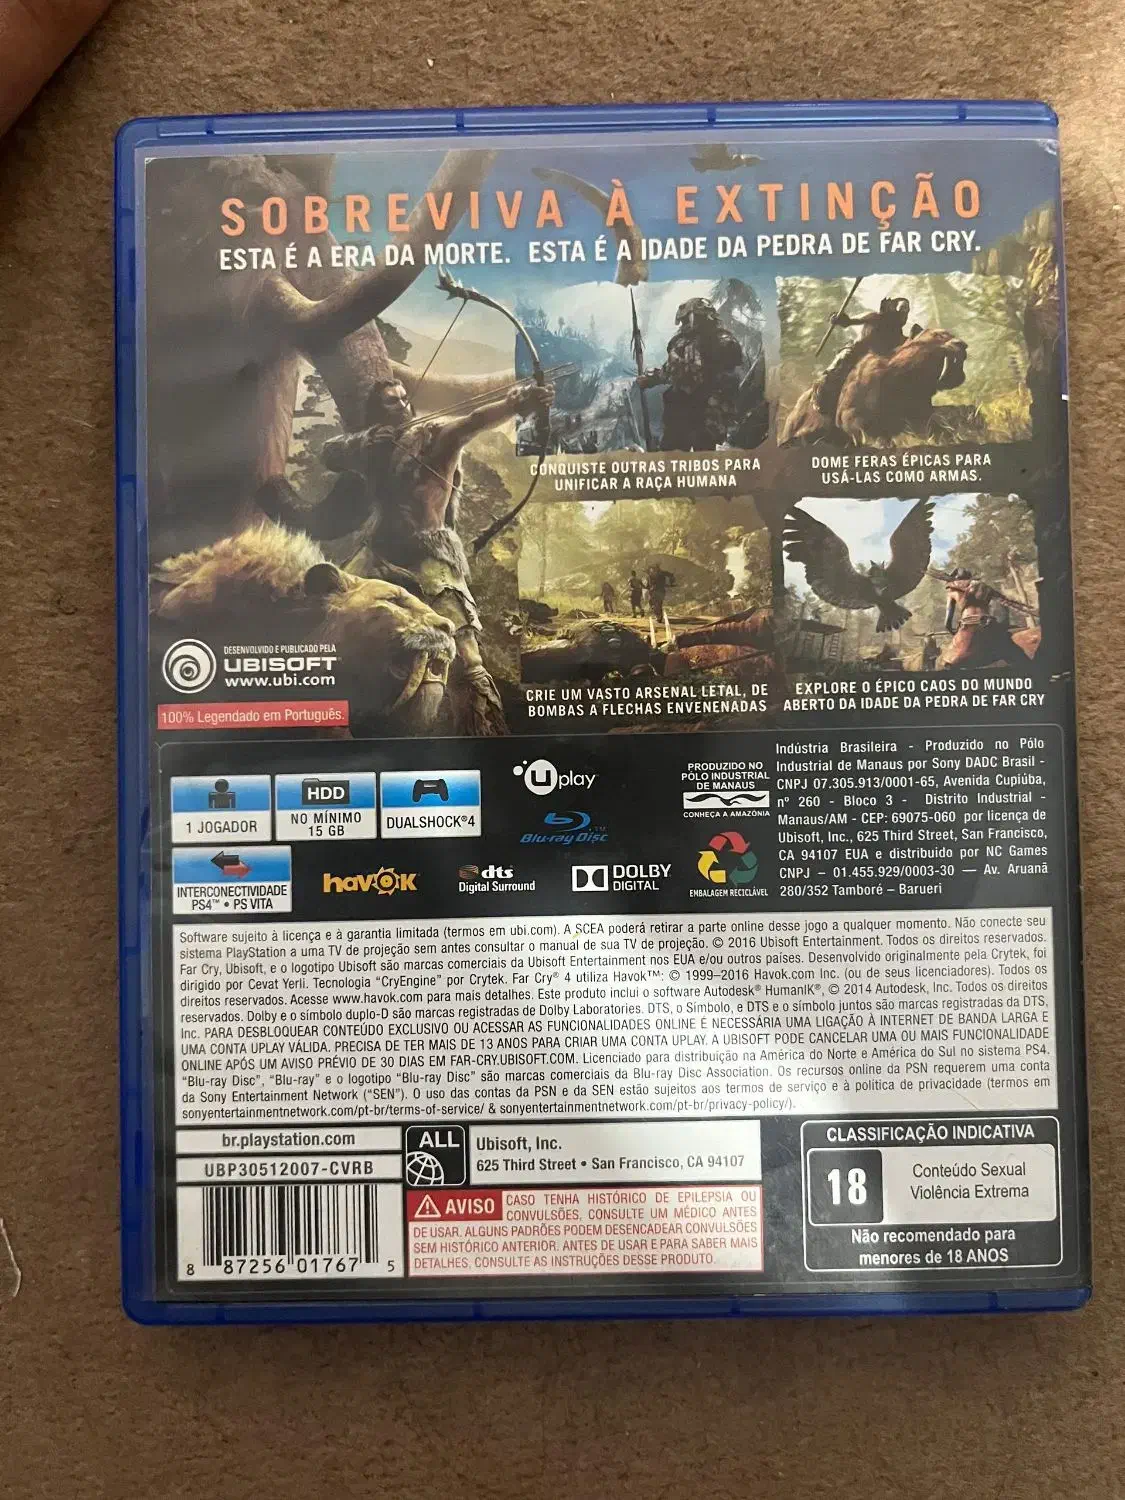 SOBREVIVA À EXTINÇÃO
ESTA É A ERA DA MORTE. ESTA É A IDADE DA PEDRA DE FAR CRY.
CONQUISTE OUTRAS TRIBOS PARA
UNIFICAR A RAÇA HUMANA
DOME FERAS ÉPICAS PARA
USÁ-LAS COMO ARMAS.
DESENVOLVIDO E PUBLICADO PELA
UBISOFT
www.ubi.com
100% Legendado em Português.
CRIE UM VASTO ARSENAL LETAL, DE
BOMBAS A FLECHAS ENVENENADAS
EXPLORE O ÉPICO CAOS DO MUNDO
ABERTO DA IDADE DA PEDRA DE FAR CRY
1 JOGADOR
HDD
NO MÍNIMO
15 GB
DUALSHOCK®4
INTERCONECTIVIDADE
PS4™ • PS VITA
uplay
Blu-ray Disc™
havok
dts
Digital Surround
DOLBY
DIGITAL
PRODUZIDO NO
PÓLO INDUSTRIAL
DE MANAUS
CONHEÇA A AMAZÔNIA
EMBALAGEM RECICLÁVEL
Indústria Brasileira - Produzido no Pólo
Industrial de Manaus por Sony DADC Brasil -
CNPJ 07.305.913/0001-65, Avenida Cupiúba,
nº 260 - Bloco 3 - Distrito Industrial -
Manaus/AM - CEP: 69075-060 por licença de
Ubisoft, Inc., 625 Third Street, San Francisco,
CA 94107 EUA e distribuído por NC Games
CNPJ – 01.455.929/0003-30 — Av. Aruanã
280/352 Tamboré – Barueri
Software sujeito à licença e à garantia limitada (termos em ubi.com). A SCEA poderá retirar a parte online desse jogo a qualquer momento. Não conecte seu
sistema PlayStation a uma TV de projeção sem antes consultar o manual de sua TV de projeção. © 2016 Ubisoft Entertainment. Todos os direitos reservados.
Far Cry, Ubisoft, e o logotipo Ubisoft são marcas comerciais da Ubisoft Entertainment nos EUA e/ou outros países. Desenvolvido originalmente pela Crytek, foi
dirigido por Cevat Yerli. Tecnologia "CryEngine" por Crytek. Far Cry® 4 utiliza Havok™: © 1999–2016 Havok.com Inc. (ou de seus licenciadores). Todos os
direitos reservados. Acesse www.havok.com para mais detalhes. Este produto inclui o software Autodesk® HumanIK®, © 2014 Autodesk, Inc. Todos os direitos
reservados. Dolby e o símbolo duplo-D são marcas registradas de Dolby Laboratories. DTS, o Símbolo, e DTS e o símbolo juntos são marcas registradas da DTS,
Inc. PARA DESBLOQUEAR CONTEÚDO EXCLUSIVO OU ACESSAR AS FUNCIONALIDADES ONLINE É NECESSÁRIA UMA LIGAÇÃO À INTERNET DE BANDA LARGA E
UMA CONTA UPLAY VÁLIDA. PRECISA DE TER MAIS DE 13 ANOS PARA CRIAR UMA CONTA UPLAY. A UBISOFT PODE CANCELAR UMA OU MAIS FUNCIONALIDADE
ONLINE APÓS UM AVISO PRÉVIO DE 30 DIAS EM FAR-CRY.UBISOFT.COM. Licenciado para distribuição na América do Norte e América do Sul no sistema PS4.
"Blu-ray Disc", "Blu-ray" e o logotipo "Blu-ray Disc" são marcas comerciais da Blu-ray Disc Association. Os recursos online da PSN requerem uma conta
da Sony Entertainment Network ("SEN"). O uso das contas da PSN e da SEN estão sujeitos aos termos de serviço e à política de privacidade (termos em
sonyentertainmentnetwork.com/pt-br/terms-of-service/ & sonyentertainmentnetwork.com/pt-br/privacy-policy/).
br.playstation.com
UBP30512007-CVRB
8 87256 01767 5
ALL
Ubisoft, Inc.
625 Third Street • San Francisco, CA 94107
AVISO CASO TENHA HISTÓRICO DE EPILEPSIA OU
CONVULSÕES, CONSULTE UM MÉDICO ANTES
DE USAR. ALGUNS PADRÕES PODEM DESENCADEAR CONVULSÕES
SEM HISTÓRICO ANTERIOR. ANTES DE USAR E PARA SABER MAIS
DETALHES, CONSULTE AS INSTRUÇÕES DESSE PRODUTO.
CLASSIFICAÇÃO INDICATIVA
18
Conteúdo Sexual
Violência Extrema
Não recomendado para
menores de 18 ANOS